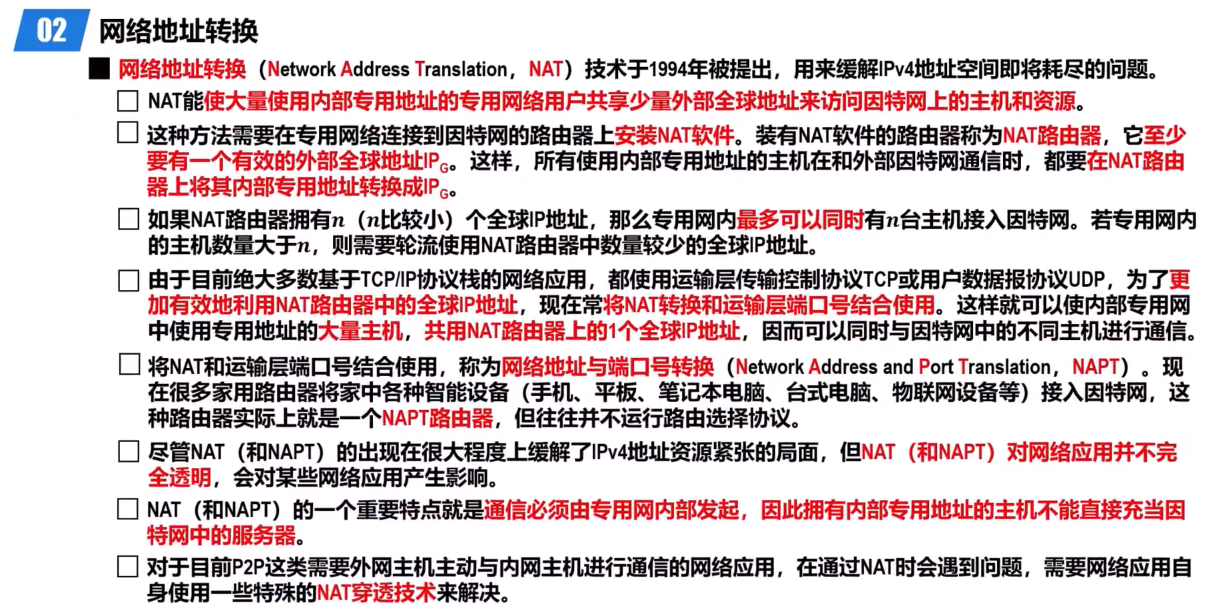 02 网络地址转换
■ 网络地址转换（Network Address Translation，NAT）技术于1994年被提出，用来缓解IPv4地址空间即将耗尽的问题。
□ NAT能使大量使用内部专用地址的专用网络用户共享少量外部全球地址来访问因特网上的主机和资源。
□ 这种方法需要在专用网络连接到因特网的路由器上安装NAT软件。装有NAT软件的路由器称为NAT路由器，它至少
要有一个有效的外部全球地址IPG。这样，所有使用内部专用地址的主机在和外部因特网通信时，都要在NAT路由
器上将其内部专用地址转换成IPG。
□ 如果NAT路由器拥有n（n比较小）个全球IP地址，那么专用网内最多可以同时有n台主机接入因特网。若专用网内
的主机数量大于n，则需要轮流使用NAT路由器中数量较少的全球IP地址。
□ 由于目前绝大多数基于TCP/IP协议栈的网络应用，都使用运输层传输控制协议TCP或用户数据报协议UDP，为了更
加有效地利用NAT路由器中的全球IP地址，现在常将NAT转换和运输层端口号结合使用。这样就可以使内部专用网
中使用专用地址的大量主机，共用NAT路由器上的1个全球IP地址，因而可以同时与因特网中的不同主机进行通信。
□ 将NAT和运输层端口号结合使用，称为网络地址与端口号转换（Network Address and Port Translation，NAPT）。现
在很多家用路由器将家中各种智能设备（手机、平板、笔记本电脑、台式电脑、物联网设备等）接入因特网，这
种路由器实际上就是一个NAPT路由器，但往往并不运行路由选择协议。
□ 尽管NAT（和NAPT）的出现在很大程度上缓解了IPv4地址资源紧张的局面，但NAT（和NAPT）对网络应用并不完
全透明，会对某些网络应用产生影响。
□ NAT（和NAPT）的一个重要特点就是通信必须由专用网内部发起，因此拥有内部专用地址的主机不能直接充当因
特网中的服务器。
□ 对于目前P2P这类需要外网主机主动与内网主机进行通信的网络应用，在通过NAT时会遇到问题，需要网络应用自
身使用一些特殊的NAT穿透技术来解决。